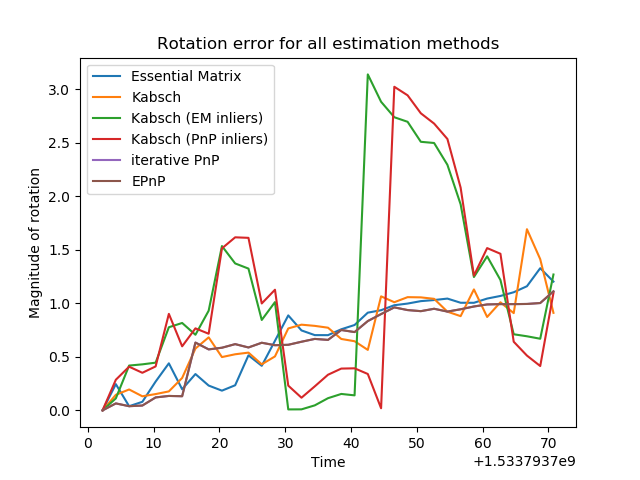 Rotation error for all estimation methods
Essential Matrix
Kabsch
Kabsch (EM inliers)
Kabsch (PnP inliers)
iterative PnP
EPnP
Magnitude of rotation
3.0
2.5
2.0
1.5
1.0
0.5
0.0
0 10 20 30 40 50 60 70
Time
+1.5337937e9